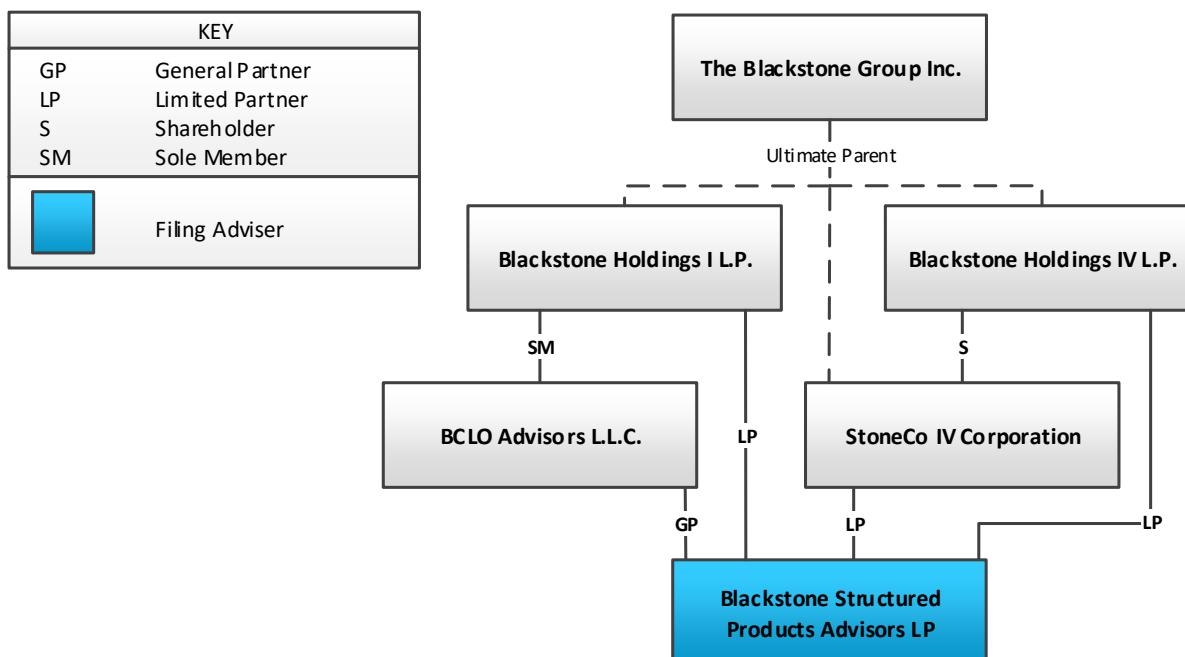 KEY
GP General Partner
LP Limited Partner
S Shareholder
SM Sole Member
Filing Adviser
The Blackstone Group Inc.
Ultimate Parent
Blackstone Holdings I L.P.
Blackstone Holdings IV L.P.
SM
S
BCLO Advisors L.L.C.
LP
StoneCo IV Corporation
GP
LP
LP
Blackstone Structured
Products Advisors LP